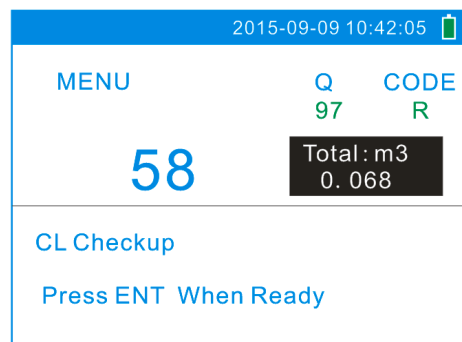 2015-09-09 10:42:05
MENU Q CODE
97 R
58
Total: m3
0. 068
CL Checkup
Press ENT When Ready